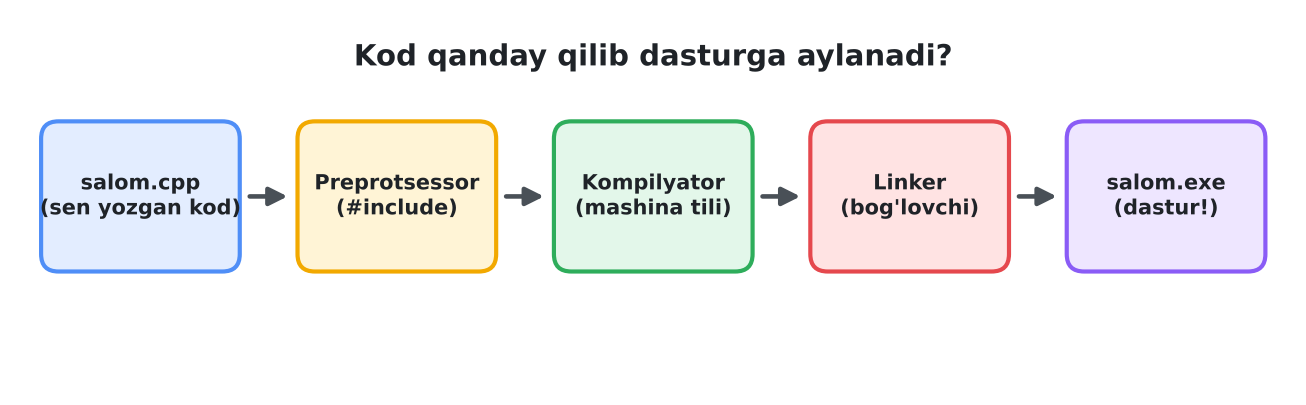 Kod qanday qilib dasturga aylanadi?
salom.cpp
(sen yozgan kod)
Preprotsessor
(#include)
Kompilyator
(mashina tili)
Linker
(bog'lovchi)
salom.exe
(dastur!)